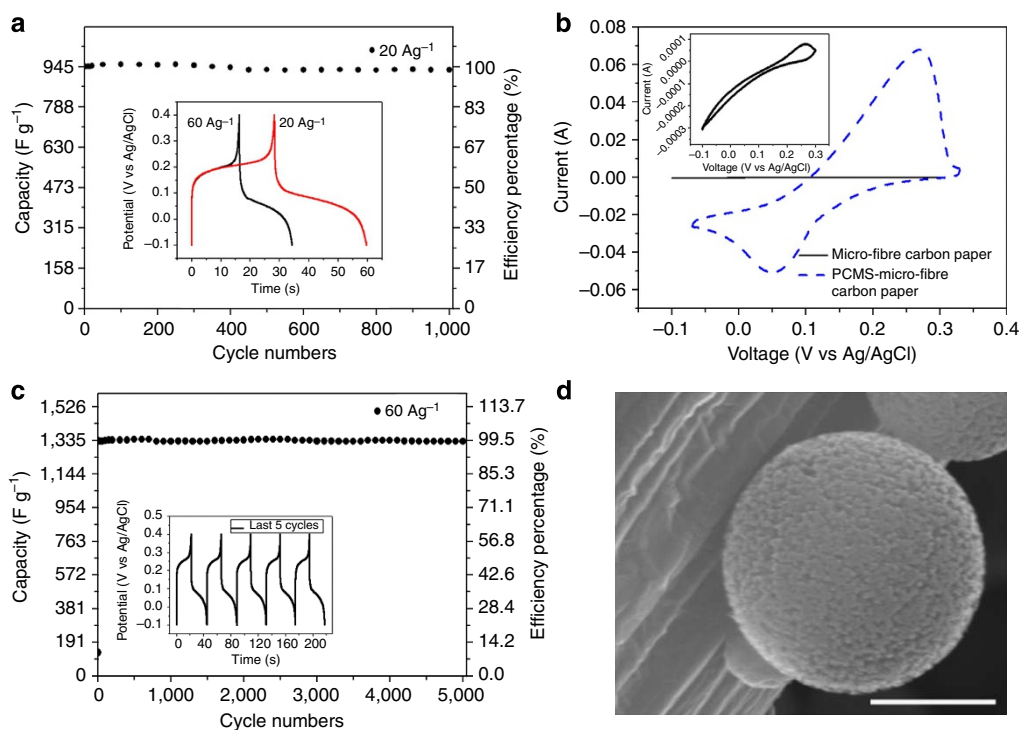 a
20 Ag⁻¹
Capacity (F g⁻¹)
945
788
630
473
315
158
0
Efficiency percentage (%)
100
83
67
50
33
17
0
0 200 400 600 800 1,000
Cycle numbers
60 Ag⁻¹ 20 Ag⁻¹
Potential (V vs Ag/AgCl)
0.4
0.3
0.2
0.1
0.0
−0.1
0 10 20 30 40 50 60
Time (s)
b
Current (A)
0.08
0.06
0.04
0.02
0.00
−0.02
−0.04
−0.06
−0.1 0.0 0.1 0.2 0.3 0.4
Voltage (V vs Ag/AgCl)
Current (A)
0.0001
0.0000
−0.0001
−0.0002
−0.0003
−0.1 0.0 0.1 0.2 0.3
Voltage (V vs Ag/AgCl)
Micro-fibre carbon paper
PCMS-micro-fibre
carbon paper
c
60 Ag⁻¹
Capacity (F g⁻¹)
1,526
1,335
1,144
954
763
572
381
191
0
Efficiency percentage (%)
113.7
99.5
85.3
71.1
56.8
42.6
28.4
14.2
0.0
0 1,000 2,000 3,000 4,000 5,000
Cycle numbers
Last 5 cycles
Potential (V vs Ag/AgCl)
0.5
0.4
0.3
0.2
0.1
0.0
−0.1
0 40 80 120 160 200
Time (s)
d